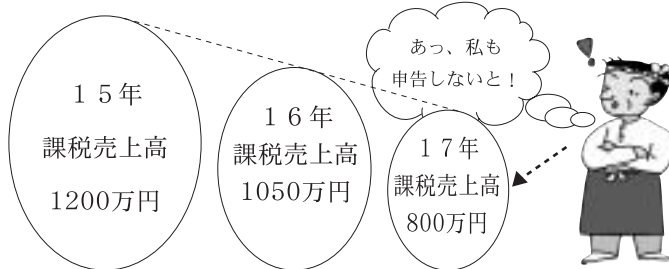 １５年
課税売上高
1200万円
１６年
課税売上高
1050万円
１７年
課税売上高
800万円
あっ、私も
申告しないと！